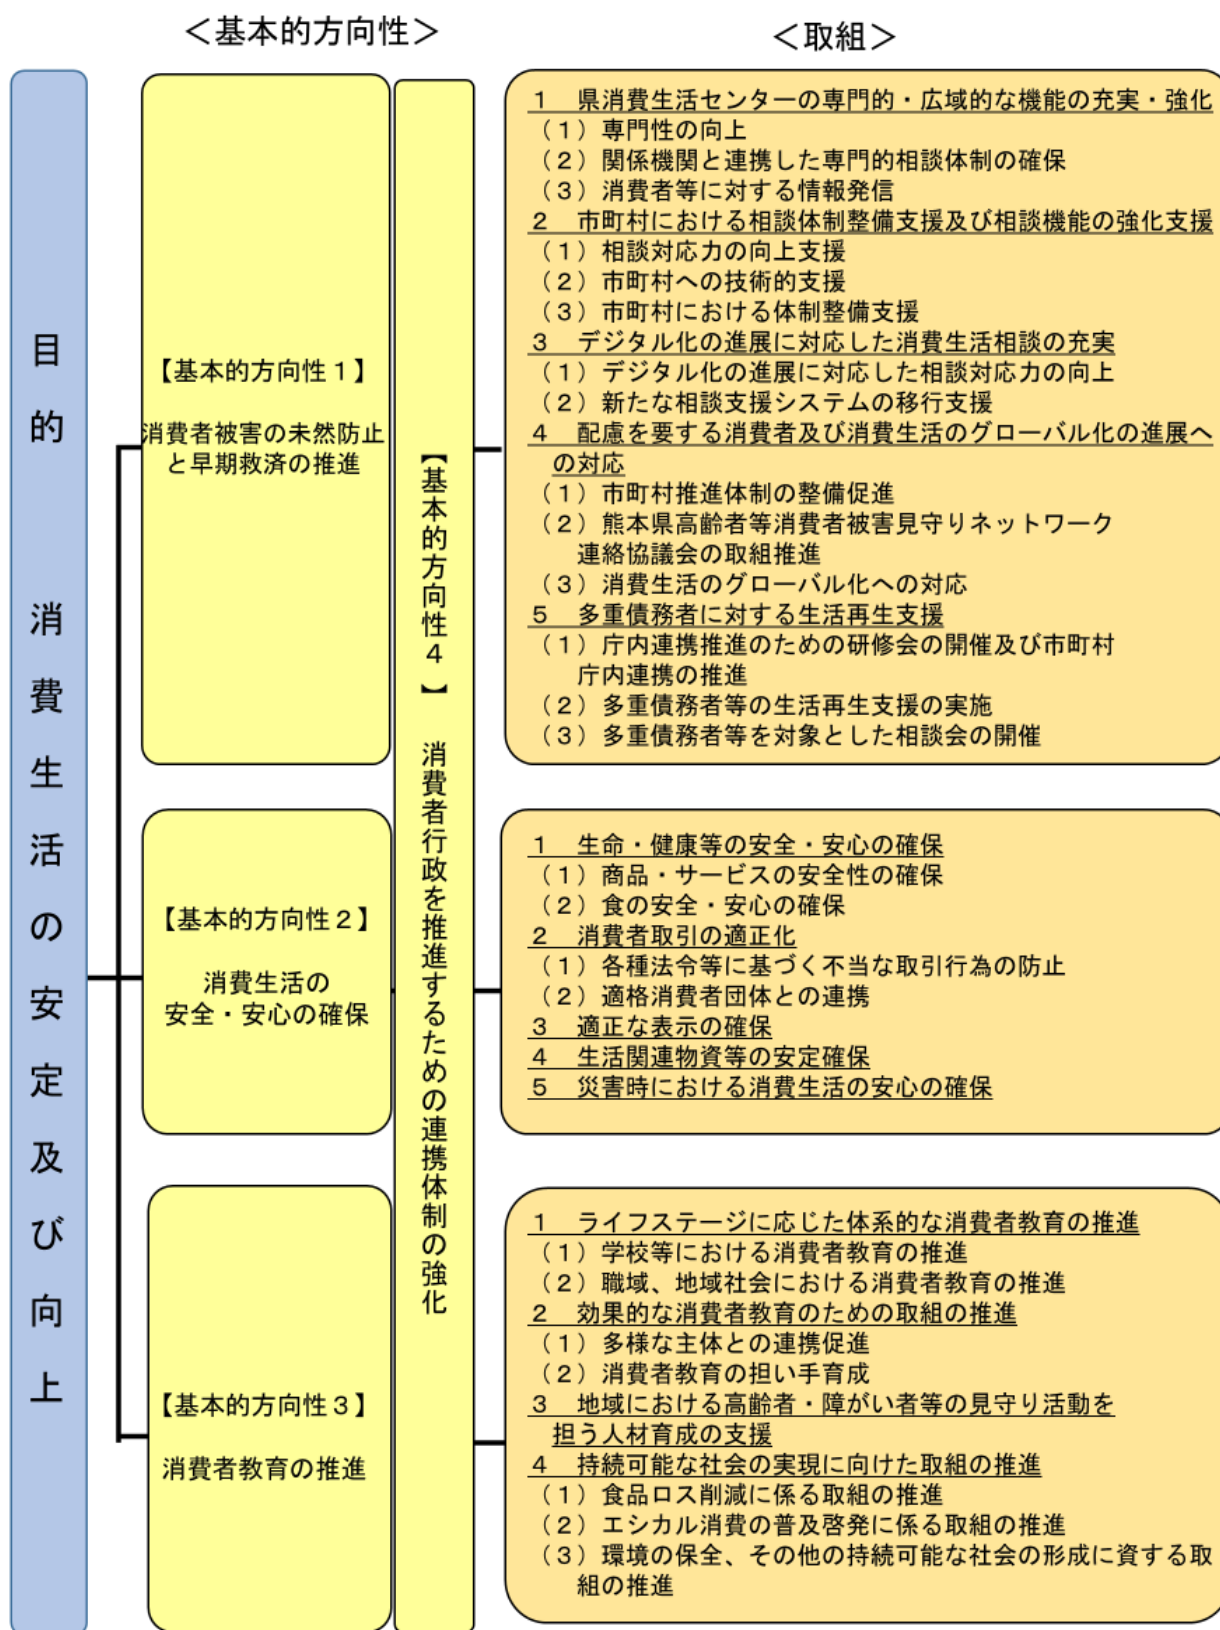 ＜基本的方向性＞
＜取組＞
目的　消費生活の安定及び向上
【基本的方向性１】
消費者被害の未然防止
と早期救済の推進
【基本的方向性２】
消費生活の
安全・安心の確保
【基本的方向性３】
消費者教育の推進
【基本的方向性４】　消費者行政を推進するための連携体制の強化
１　県消費生活センターの専門的・広域的な機能の充実・強化
（１）専門性の向上
（２）関係機関と連携した専門的相談体制の確保
（３）消費者等に対する情報発信
２　市町村における相談体制整備支援及び相談機能の強化支援
（１）相談対応力の向上支援
（２）市町村への技術的支援
（３）市町村における体制整備支援
３　デジタル化の進展に対応した消費生活相談の充実
（１）デジタル化の進展に対応した相談対応力の向上
（２）新たな相談支援システムの移行支援
４　配慮を要する消費者及び消費生活のグローバル化の進展へ
の対応
（１）市町村推進体制の整備促進
（２）熊本県高齢者等消費者被害見守りネットワーク
連絡協議会の取組推進
（３）消費生活のグローバル化への対応
５　多重債務者に対する生活再生支援
（１）庁内連携推進のための研修会の開催及び市町村
庁内連携の推進
（２）多重債務者等の生活再生支援の実施
（３）多重債務者等を対象とした相談会の開催
１　生命・健康等の安全・安心の確保
（１）商品・サービスの安全性の確保
（２）食の安全・安心の確保
２　消費者取引の適正化
（１）各種法令等に基づく不当な取引行為の防止
（２）適格消費者団体との連携
３　適正な表示の確保
４　生活関連物資等の安定確保
５　災害時における消費生活の安心の確保
１　ライフステージに応じた体系的な消費者教育の推進
（１）学校等における消費者教育の推進
（２）職域、地域社会における消費者教育の推進
２　効果的な消費者教育のための取組の推進
（１）多様な主体との連携促進
（２）消費者教育の担い手育成
３　地域における高齢者・障がい者等の見守り活動を
担う人材育成の支援
４　持続可能な社会の実現に向けた取組の推進
（１）食品ロス削減に係る取組の推進
（２）エシカル消費の普及啓発に係る取組の推進
（３）環境の保全、その他の持続可能な社会の形成に資する取
組の推進